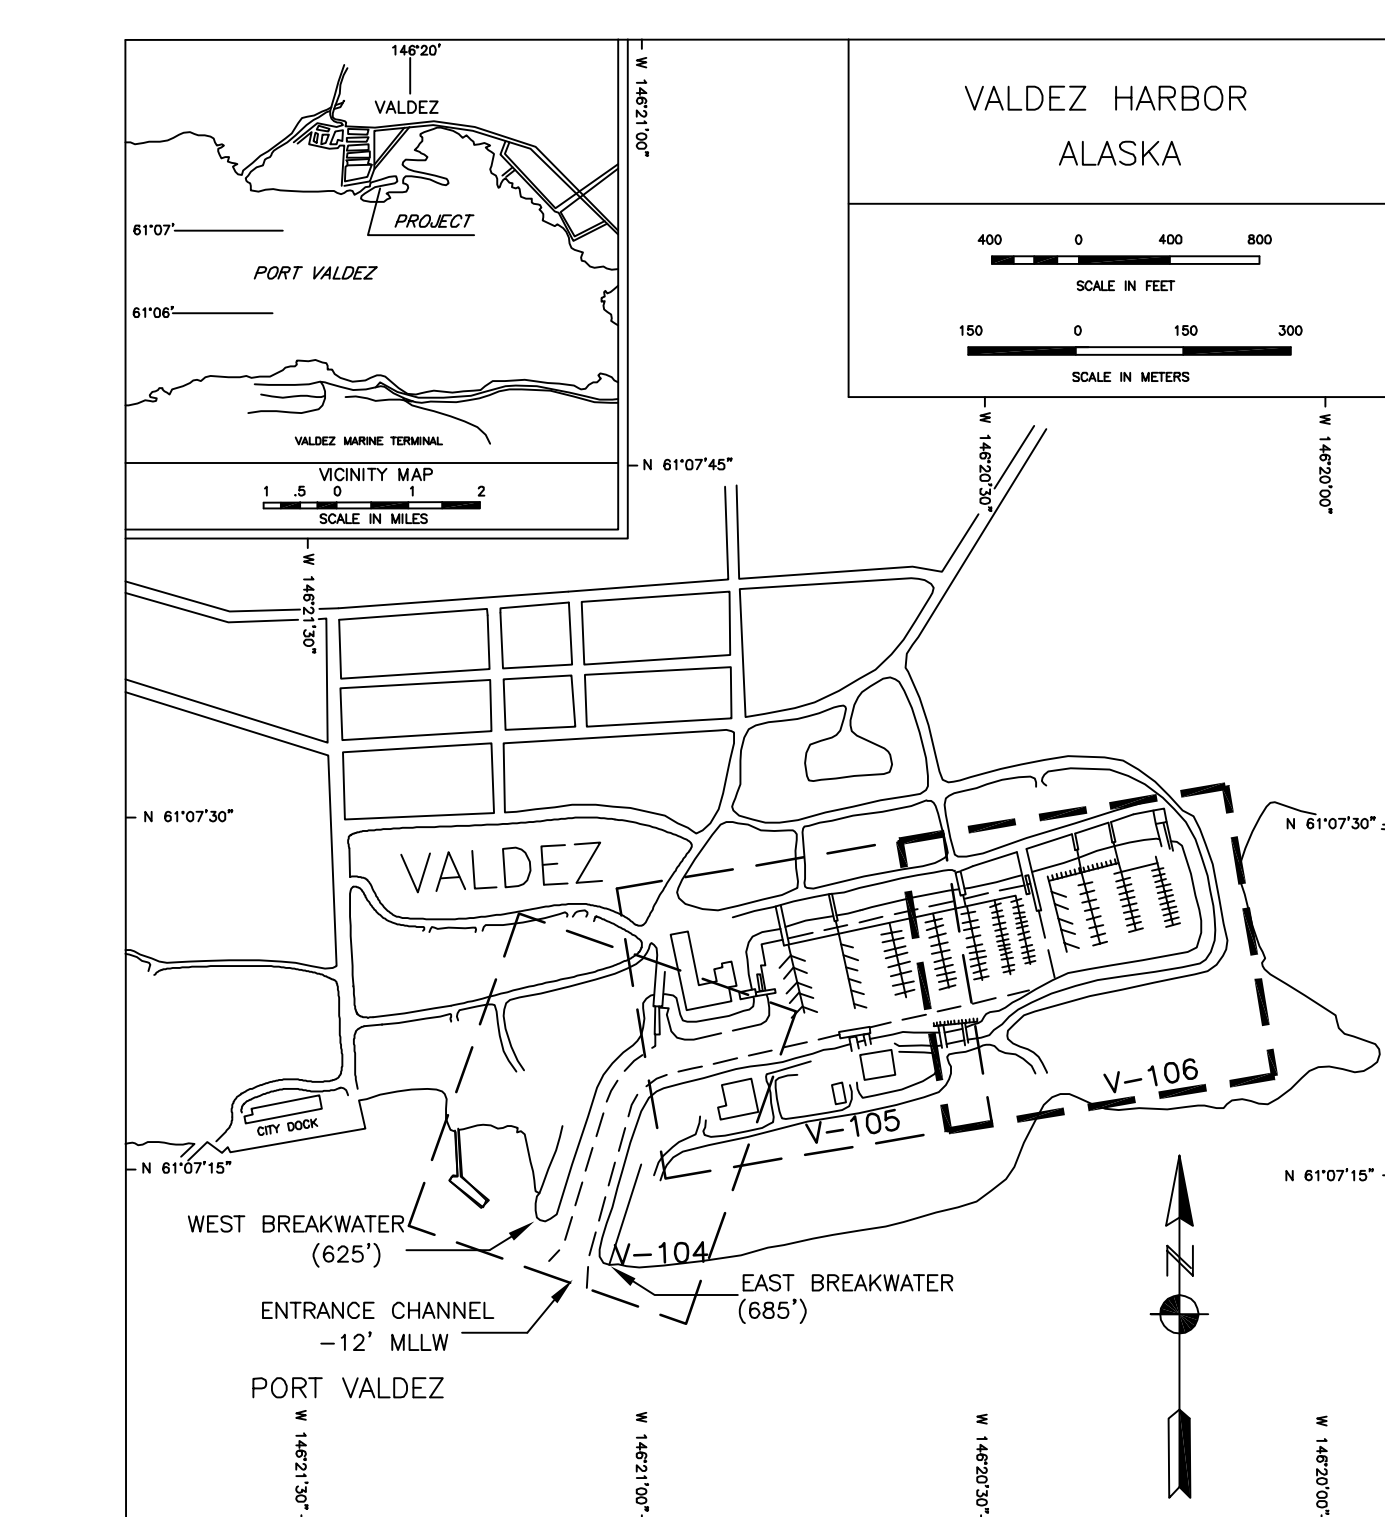 146°20'
VALDEZ
PROJECT
61°07'
PORT VALDEZ
61°06'
VALDEZ MARINE TERMINAL
VICINITY MAP
1 .5 0 1 2
SCALE IN MILES
W 146°21'00"
VALDEZ HARBOR
ALASKA
400 0 400 800
SCALE IN FEET
150 0 150 300
SCALE IN METERS
W 146°20'30"
W 146°20'00"
N 61°07'45"
W 146°21'30"
N 61°07'30"
N 61°07'30"
VALDEZ
V-106
V-105
CITY DOCK
N 61°07'15"
N 61°07'15"
WEST BREAKWATER
(625')
V-104
EAST BREAKWATER
(685')
ENTRANCE CHANNEL
-12' MLLW
N
PORT VALDEZ
W 146°21'30"
W 146°21'00"
W 146°20'30"
W 146°20'00"